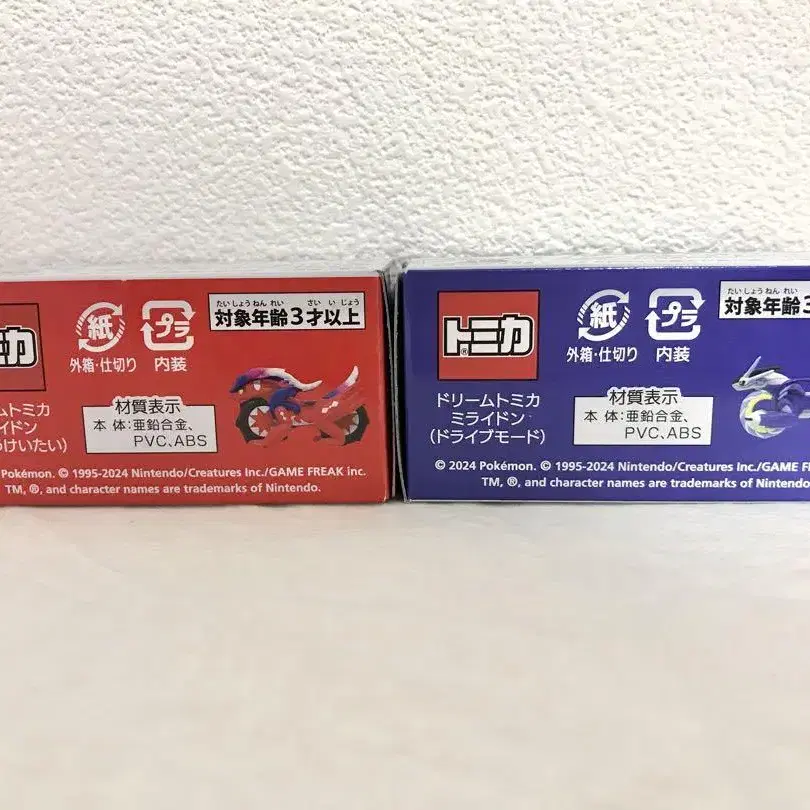 ミカ
紙
外箱・仕切り
プラ
内装
たいしょうねんれい さいいじょう
対象年齢3才以上
ムトミカ
イドン
けいたい)
材質表示
本 体:亜鉛合金、
PVC、ABS
Pokémon. © 1995-2024 Nintendo/Creatures Inc./GAME FREAK inc.
TM, ®, and character names are trademarks of Nintendo.
トミカ®
紙
外箱・仕切り
プラ
内装
たいしょうねんれい
対象年齢3
ドリームトミカ
ミライドン
(ドライブモード)
材質表示
本 体:亜鉛合金、
PVC、ABS
© 2024 Pokémon. © 1995-2024 Nintendo/Creatures Inc./GAME F
TM, ®, and character names are trademarks of Nintendo